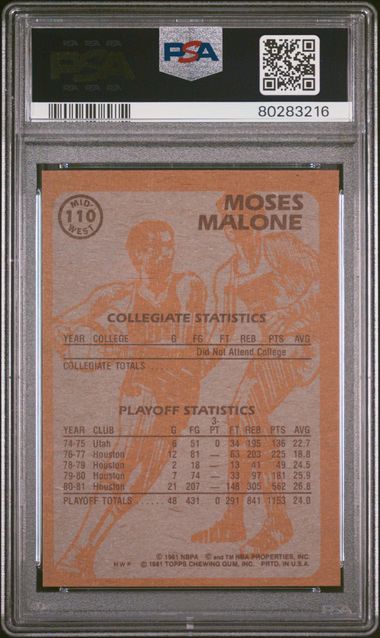 PSA
PSA
80283216
MID-
110
WEST
MOSES
MALONE
COLLEGIATE STATISTICS
YEAR COLLEGE G FG FT REB PTS AVG
Did Not Attend College
COLLEGIATE TOTALS . . . .
PLAYOFF STATISTICS
3-
YEAR CLUB G FG PT FT REB PTS AVG
74-75 Utah 6 51 0 34 195 136 22.7
76-77 Houston 12 81 — 63 203 225 18.8
78-79 Houston 2 18 — 13 41 49 24.5
79-80 Houston 7 74 — 33 97 181 25.9
80-81 Houston 21 207 — 148 305 562 26.8
PLAYOFF TOTALS . . . . . 48 431 0 291 841 1153 24.0
© 1981 NBPA © and TM NBA PROPERTIES, INC.
HWP © 1981 TOPPS CHEWING GUM, INC. PRTD. IN U.S.A.